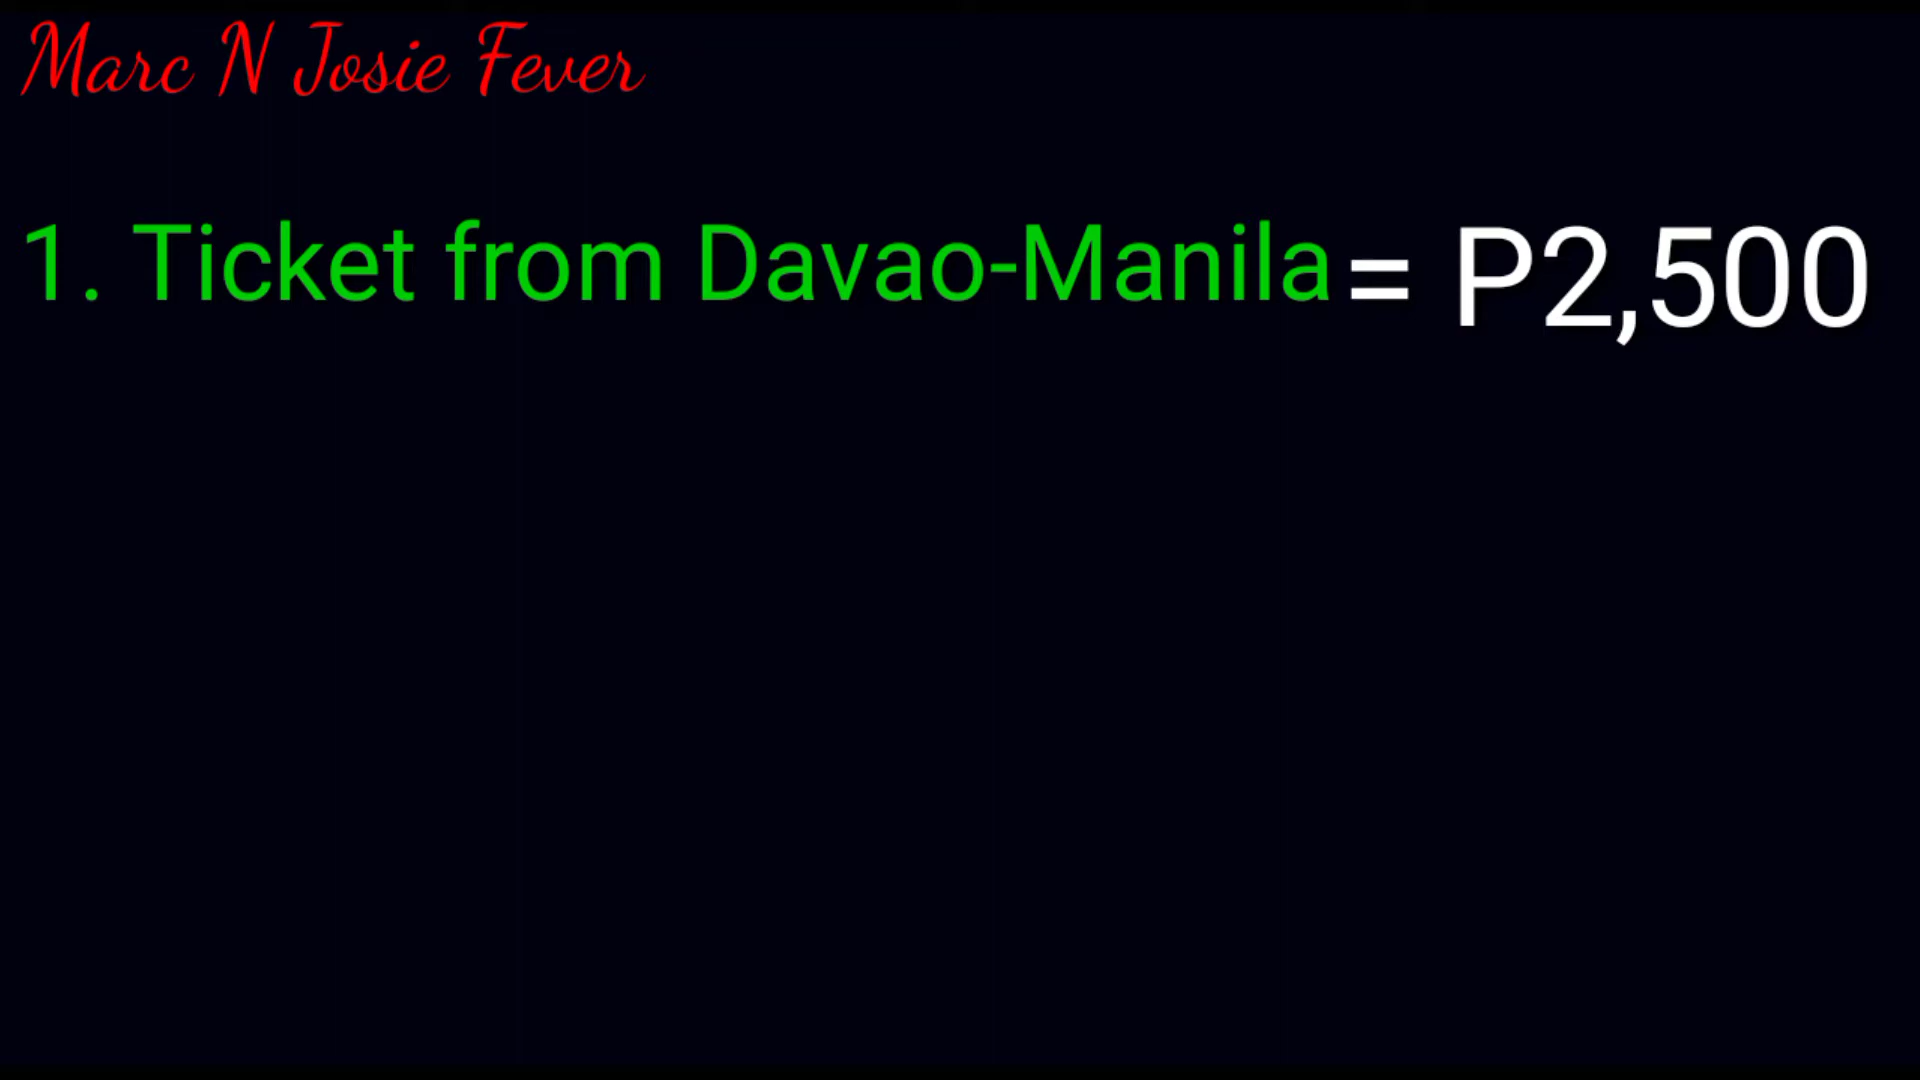 Marc N Josie Fever
1. Ticket from Davao-Manila = P2,500